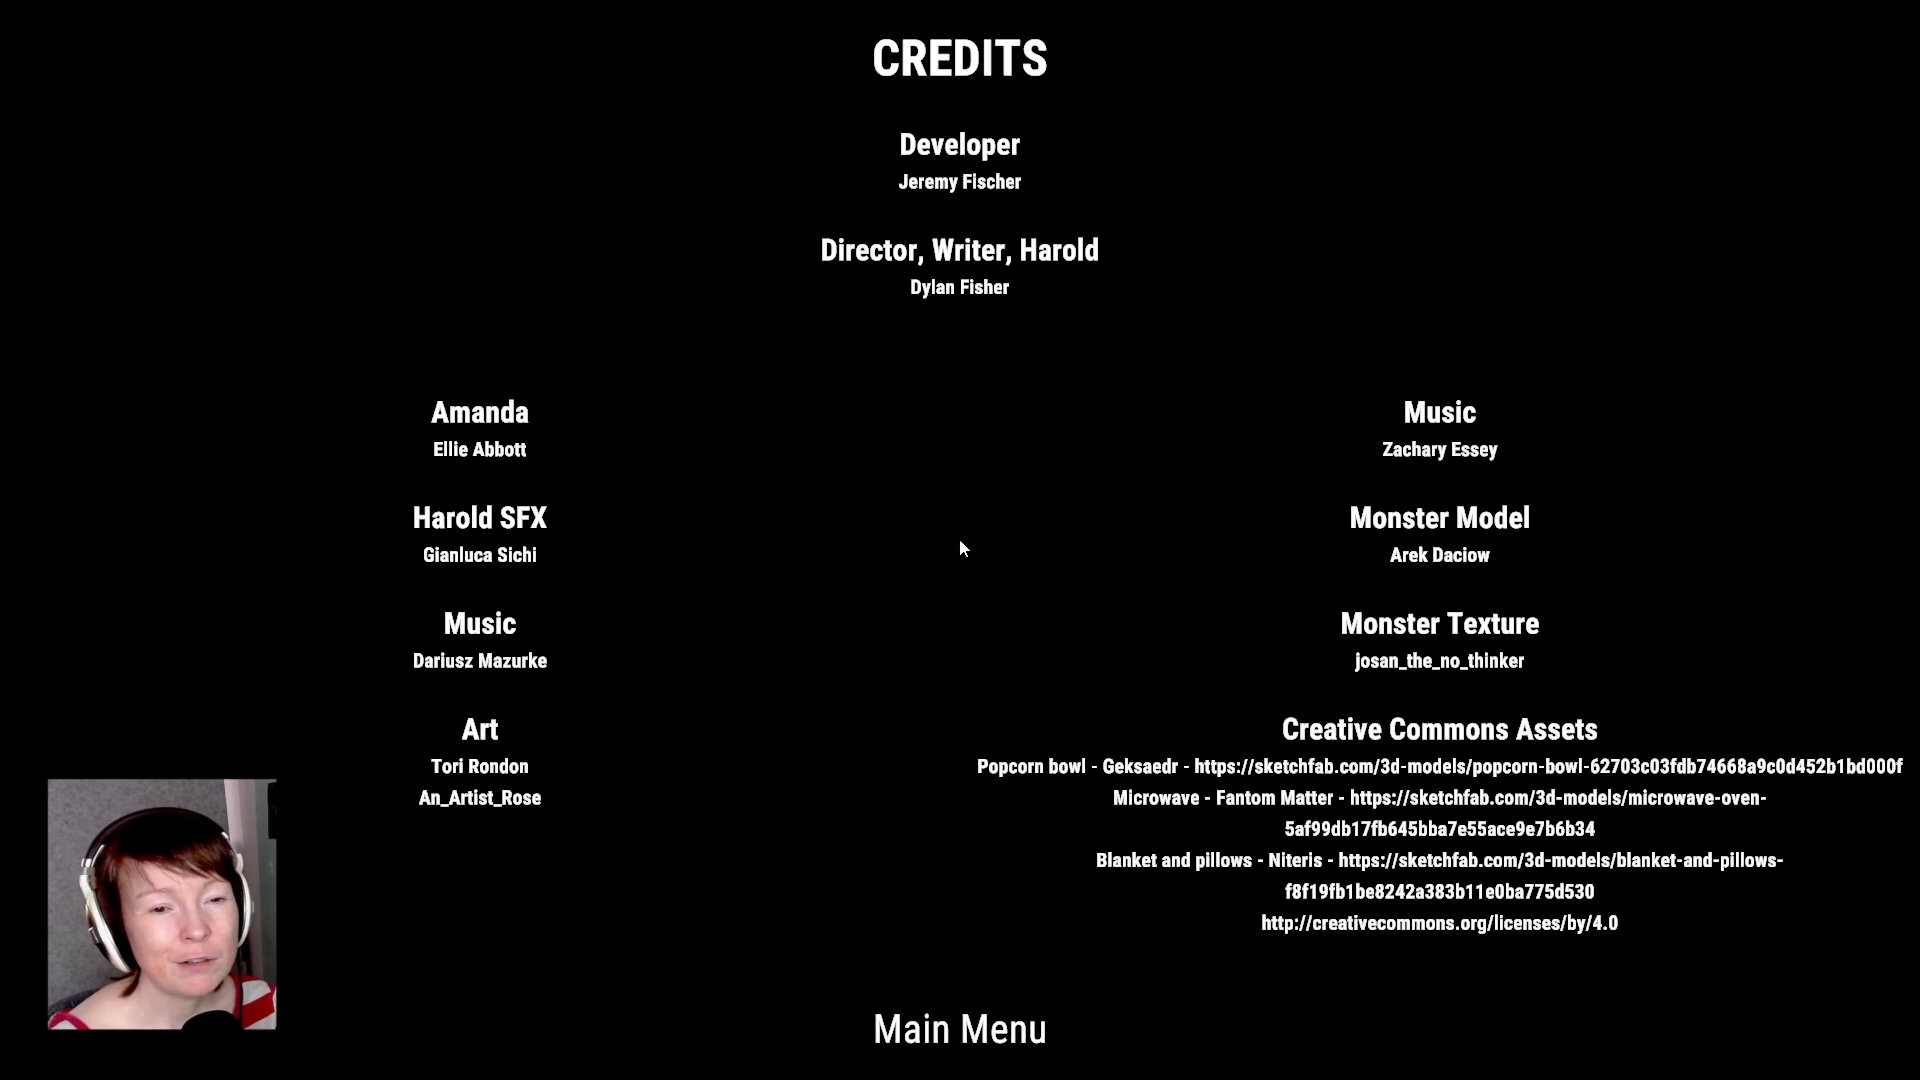 CREDITS
Developer
Jeremy Fischer
Director, Writer, Harold
Dylan Fisher
Amanda
Ellie Abbott
Harold SFX
Gianluca Sichi
Music
Dariusz Mazurke
Art
Tori Rondon
An_Artist_Rose
Music
Zachary Essey
Monster Model
Arek Daciow
Monster Texture
josan_the_no_thinker
Creative Commons Assets
Popcorn bowl - Geksaedr - https://sketchfab.com/3d-models/popcorn-bowl-62703c03fdb74668a9c0d452b1bd000f
Microwave - Fantom Matter - https://sketchfab.com/3d-models/microwave-oven-
5af99db17fb645bba7e55ace9e7b6b34
Blanket and pillows - Niteris - https://sketchfab.com/3d-models/blanket-and-pillows-
f8f19fb1be8242a383b11e0ba775d530
http://creativecommons.org/licenses/by/4.0
Main Menu